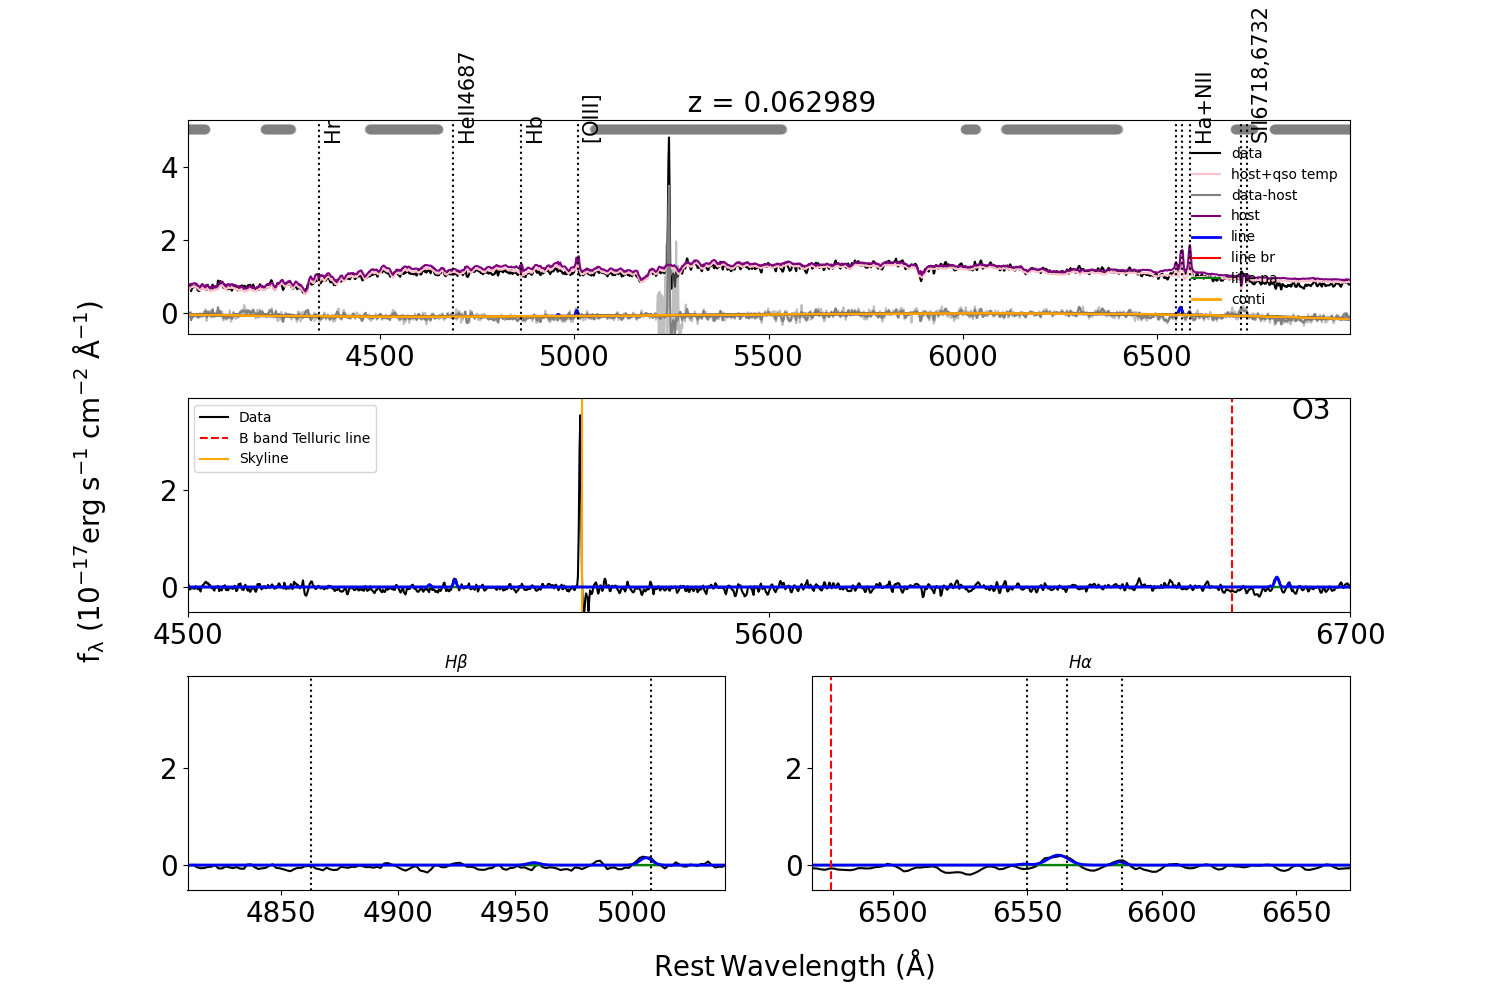 z = 0.062989
Hr
HeII4687
Hb
[OIII]
Ha+NII
SII6718,6732
data
host+qso temp
data-host
host
line
line br
line na
conti
4
2
0
4500
5000
5500
6000
6500
fλ (10−17erg s−1 cm−2 Å−1)
O3
Data
B band Telluric line
Skyline
2
0
4500
5600
6700
Hβ
2
0
4850
4900
4950
5000
Hα
2
0
6500
6550
6600
6650
Rest Wavelength (Å)